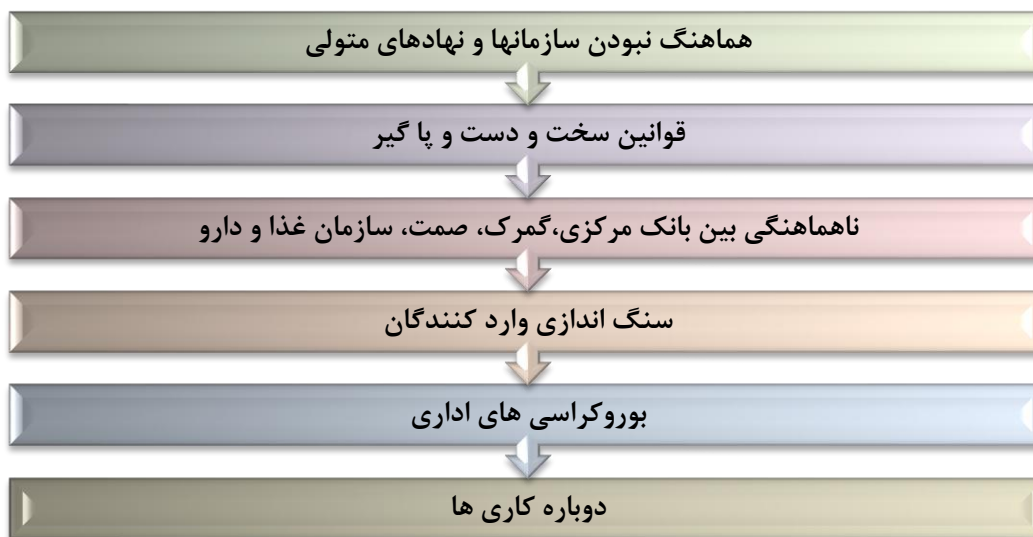 هماهنگ نبودن سازمانها و نهادهای متولی
قوانین سخت و دست و پا گیر
ناهماهنگی بین بانک مرکزی،گمرک، صمت، سازمان غذا و دارو
سنگ اندازی وارد کنندگان
بوروکراسی های اداری
دوباره کاری ها